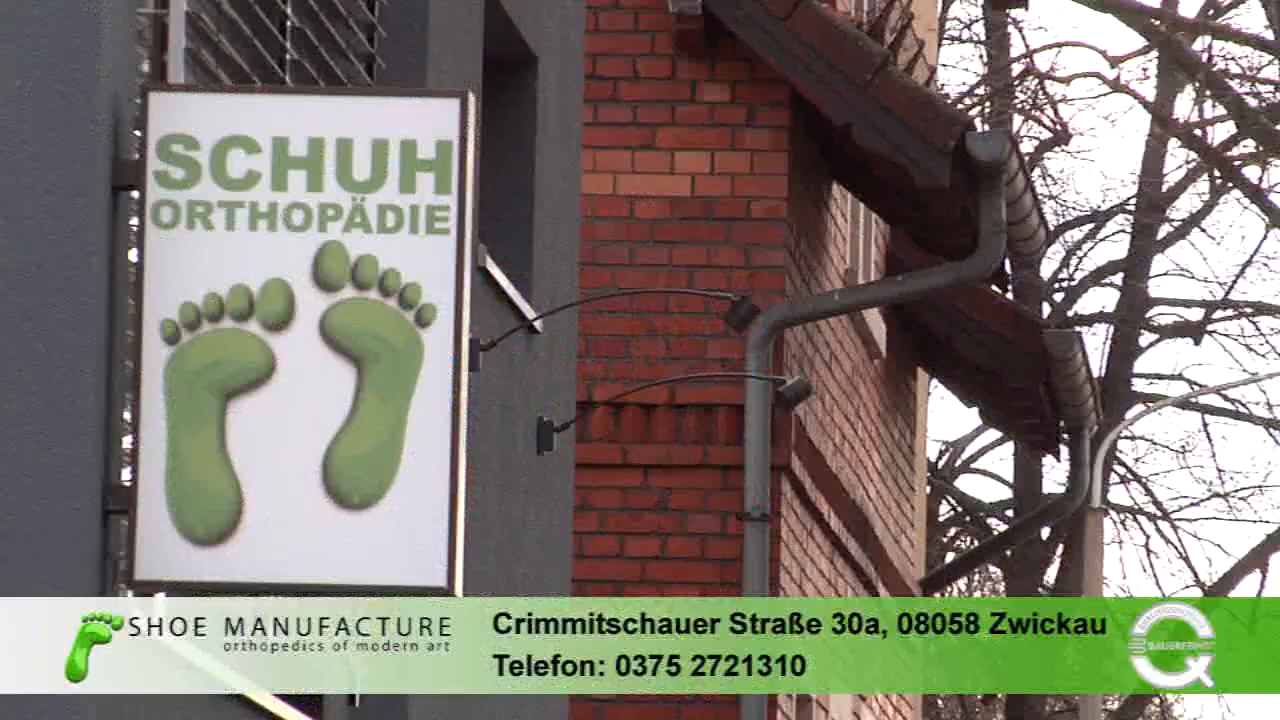 SCHUH
ORTHOPÄDIE
SHOE MANUFACTURE
orthopedics of modern art
Crimmitschauer Straße 30a, 08058 Zwickau
Telefon: 0375 2721310